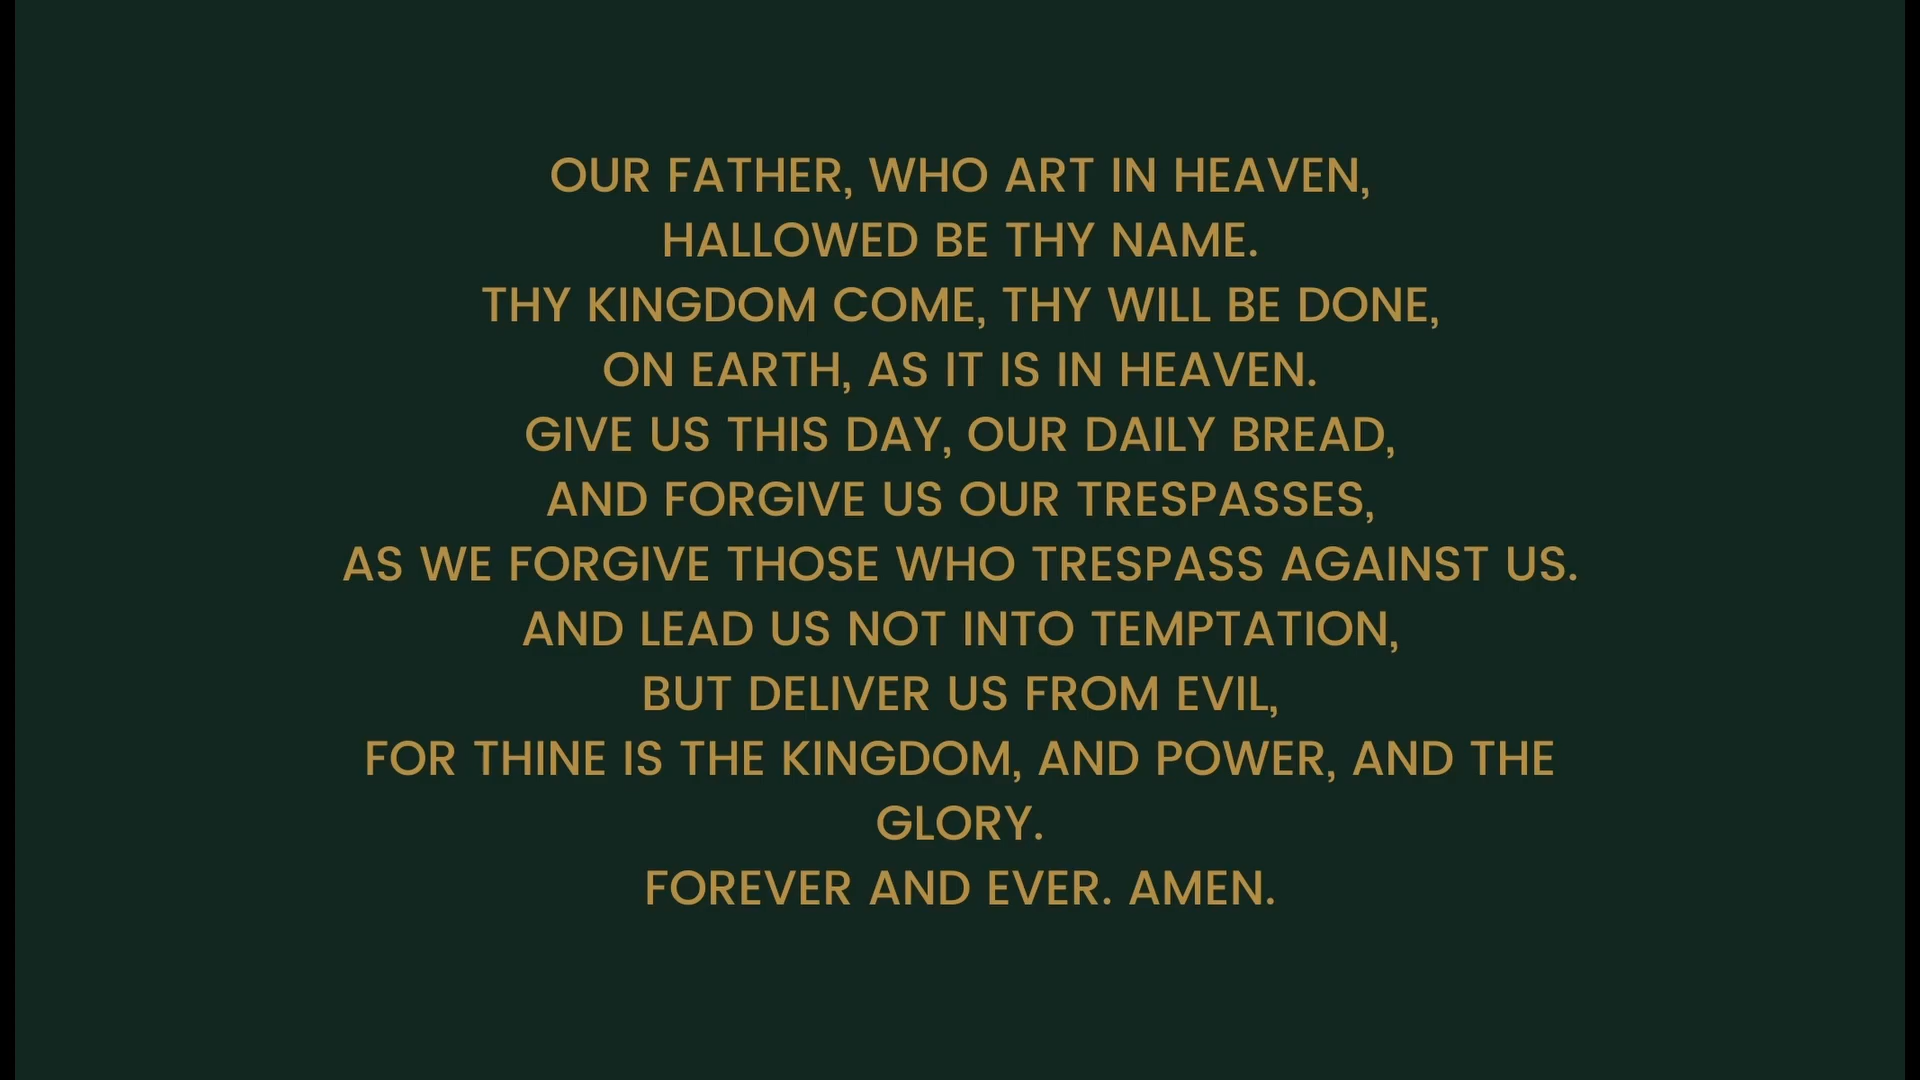 OUR FATHER, WHO ART IN HEAVEN,
HALLOWED BE THY NAME.
THY KINGDOM COME, THY WILL BE DONE,
ON EARTH, AS IT IS IN HEAVEN.
GIVE US THIS DAY, OUR DAILY BREAD,
AND FORGIVE US OUR TRESPASSES,
AS WE FORGIVE THOSE WHO TRESPASS AGAINST US.
AND LEAD US NOT INTO TEMPTATION,
BUT DELIVER US FROM EVIL,
FOR THINE IS THE KINGDOM, AND POWER, AND THE
GLORY.
FOREVER AND EVER. AMEN.